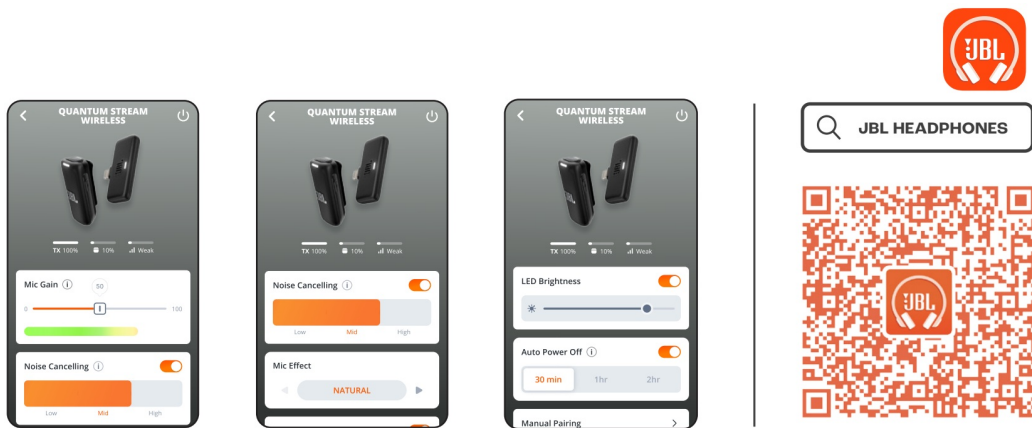 JBL
QUANTUM STREAM
WIRELESS
TX 100% 10% Weak
Mic Gain i 50
0 100
Noise Cancelling i
Low Mid High
QUANTUM STREAM
WIRELESS
TX 100% 10% Weak
Noise Cancelling i
Low Mid High
Mic Effect
NATURAL
QUANTUM STREAM
WIRELESS
TX 100% 10% Weak
LED Brightness
Auto Power Off i
30 min 1hr 2hr
Manual Pairing
JBL HEADPHONES
JBL